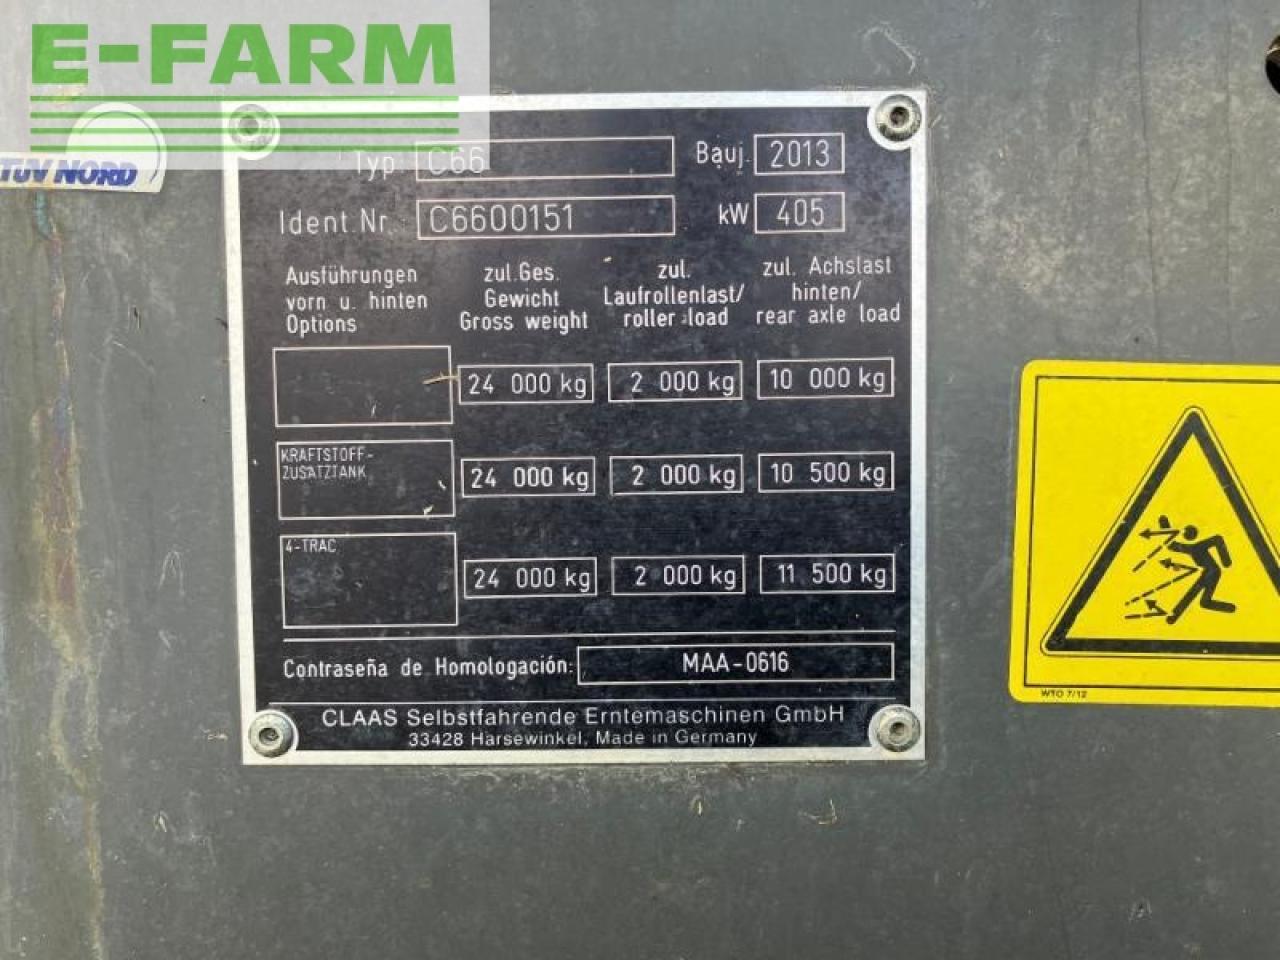 E-FARM
TÜV NORD
Typ: C66
Bauj. 2013
Ident.Nr. C6600151
kW 405
Ausführungen
vorn u. hinten
Options
zul.Ges.
Gewicht
Gross weight
zul.
Laufrollenlast/
roller load
zul. Achslast
hinten/
rear axle load
24 000 kg 2 000 kg 10 000 kg
KRAFTSTOFF-
ZUSATZTANK
24 000 kg 2 000 kg 10 500 kg
4-TRAC
24 000 kg 2 000 kg 11 500 kg
Contraseña de Homologación: MAA-0616
CLAAS Selbstfahrende Erntemaschinen GmbH
33428 Harsewinkel, Made in Germany
WTO 7/12